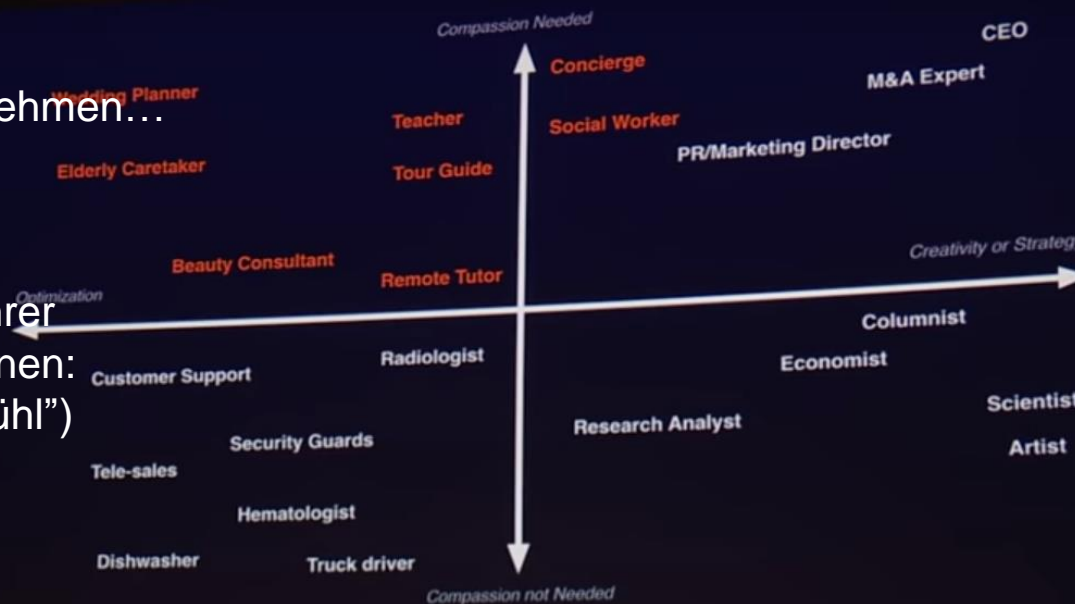 Compassion Needed
CEO
Concierge
M&A Expert
Wedding Planner
ehmen…
Teacher
Social Worker
PR/Marketing Director
Elderly Caretaker
Tour Guide
Creativity or Strateg
Beauty Consultant
Remote Tutor
Optimization
rer
Columnist
Radiologist
Economist
nen:
Customer Support
Scientist
ühl”)
Research Analyst
Security Guards
Artist
Tele-sales
Hematologist
Dishwasher
Truck driver
Compassion not Needed